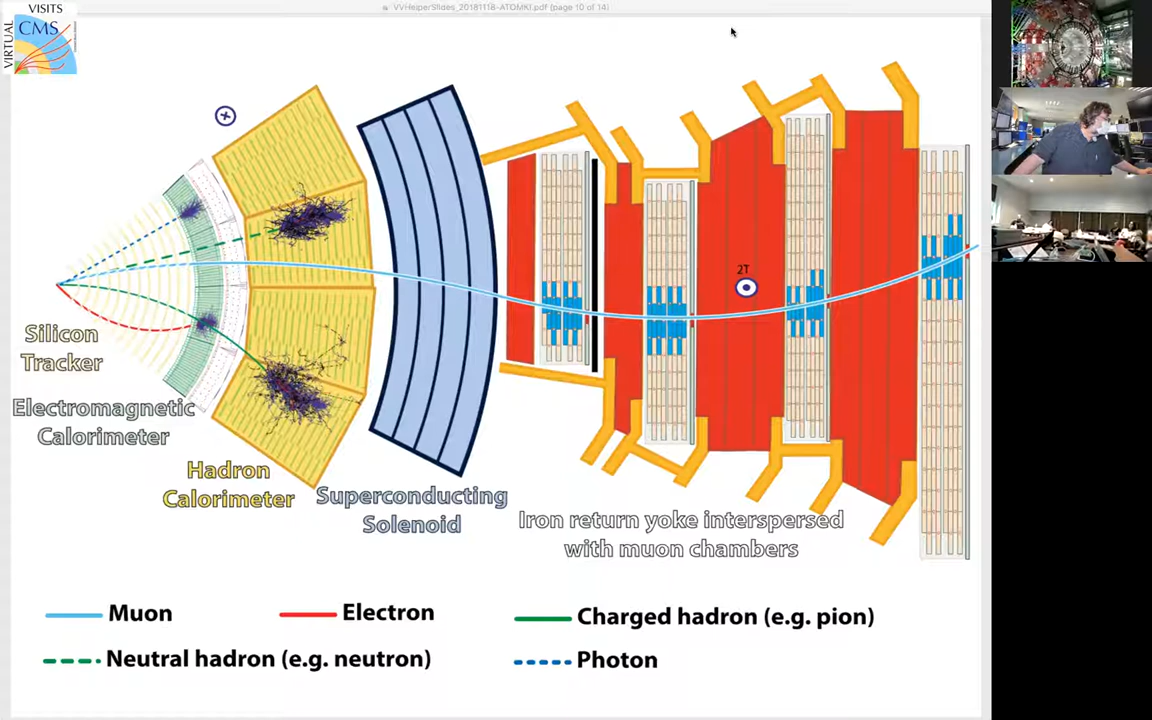 VVHelperSlides_20181118-ATOMKI.pdf (page 10 of 14)
VISITS
VIRTUAL
CMS
2T
Silicon
Tracker
Electromagnetic
Calorimeter
Hadron
Calorimeter
Superconducting
Solenoid
Iron return yoke interspersed
with muon chambers
Muon
Electron
Charged hadron (e.g. pion)
Neutral hadron (e.g. neutron)
Photon